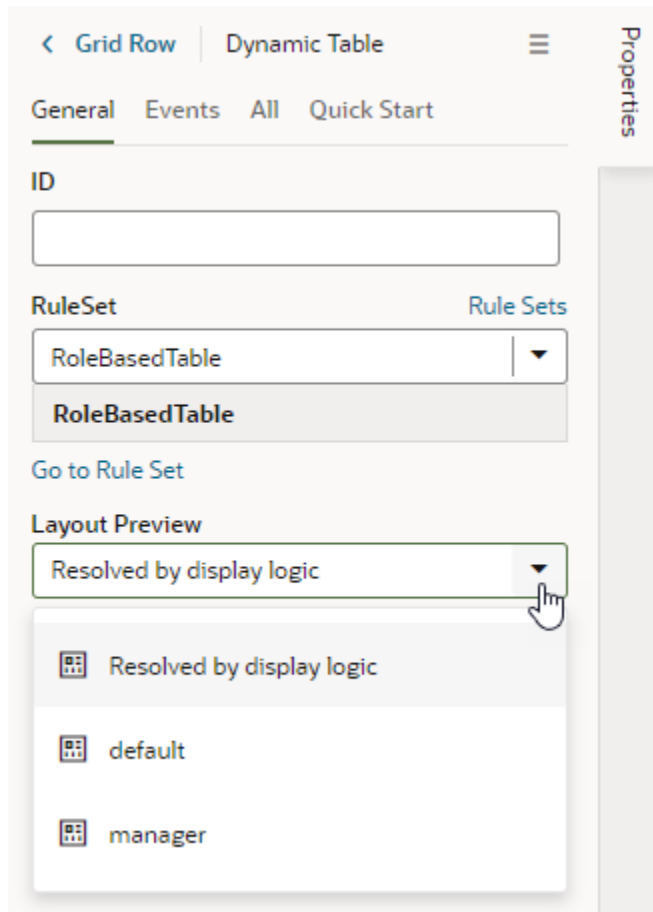 Grid Row Dynamic Table
Properties
General Events All Quick Start
ID
RuleSet Rule Sets
RoleBasedTable
RoleBasedTable
Go to Rule Set
Layout Preview
Resolved by display logic
Resolved by display logic
default
manager